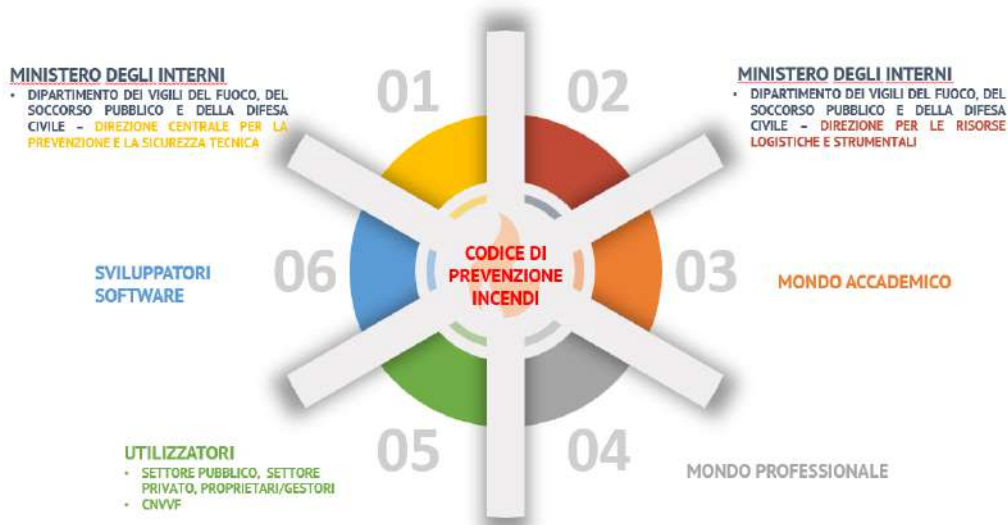 MINISTERO DEGLI INTERNI
• DIPARTIMENTO DEI VIGILI DEL FUOCO, DEL
SOCCORSO PUBBLICO E DELLA DIFESA
CIVILE – DIREZIONE CENTRALE PER LA
PREVENZIONE E LA SICUREZZA TECNICA
01
02
MINISTERO DEGLI INTERNI
• DIPARTIMENTO DEI VIGILI DEL FUOCO, DEL
SOCCORSO PUBBLICO E DELLA DIFESA
CIVILE – DIREZIONE PER LE RISORSE
LOGISTICHE E STRUMENTALI
SVILUPPATORI
SOFTWARE
06
CODICE DI
PREVENZIONE
INCENDI
03
MONDO ACCADEMICO
UTILIZZATORI
• SETTORE PUBBLICO, SETTORE
PRIVATO, PROPRIETARI/GESTORI
• CNVVF
05
04
MONDO PROFESSIONALE